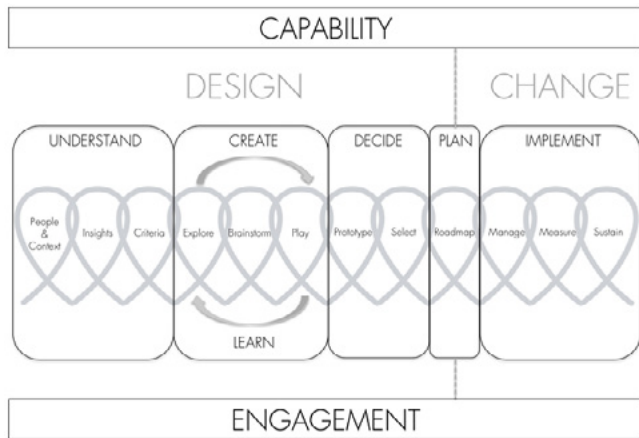 CAPABILITY
DESIGN
CHANGE
UNDERSTAND
CREATE
DECIDE
PLAN
IMPLEMENT
People
&
Context
Insights
Criteria
Explore
Brainstorm
Play
Prototype
Select
Roadmap
Manage
Measure
Sustain
LEARN
ENGAGEMENT